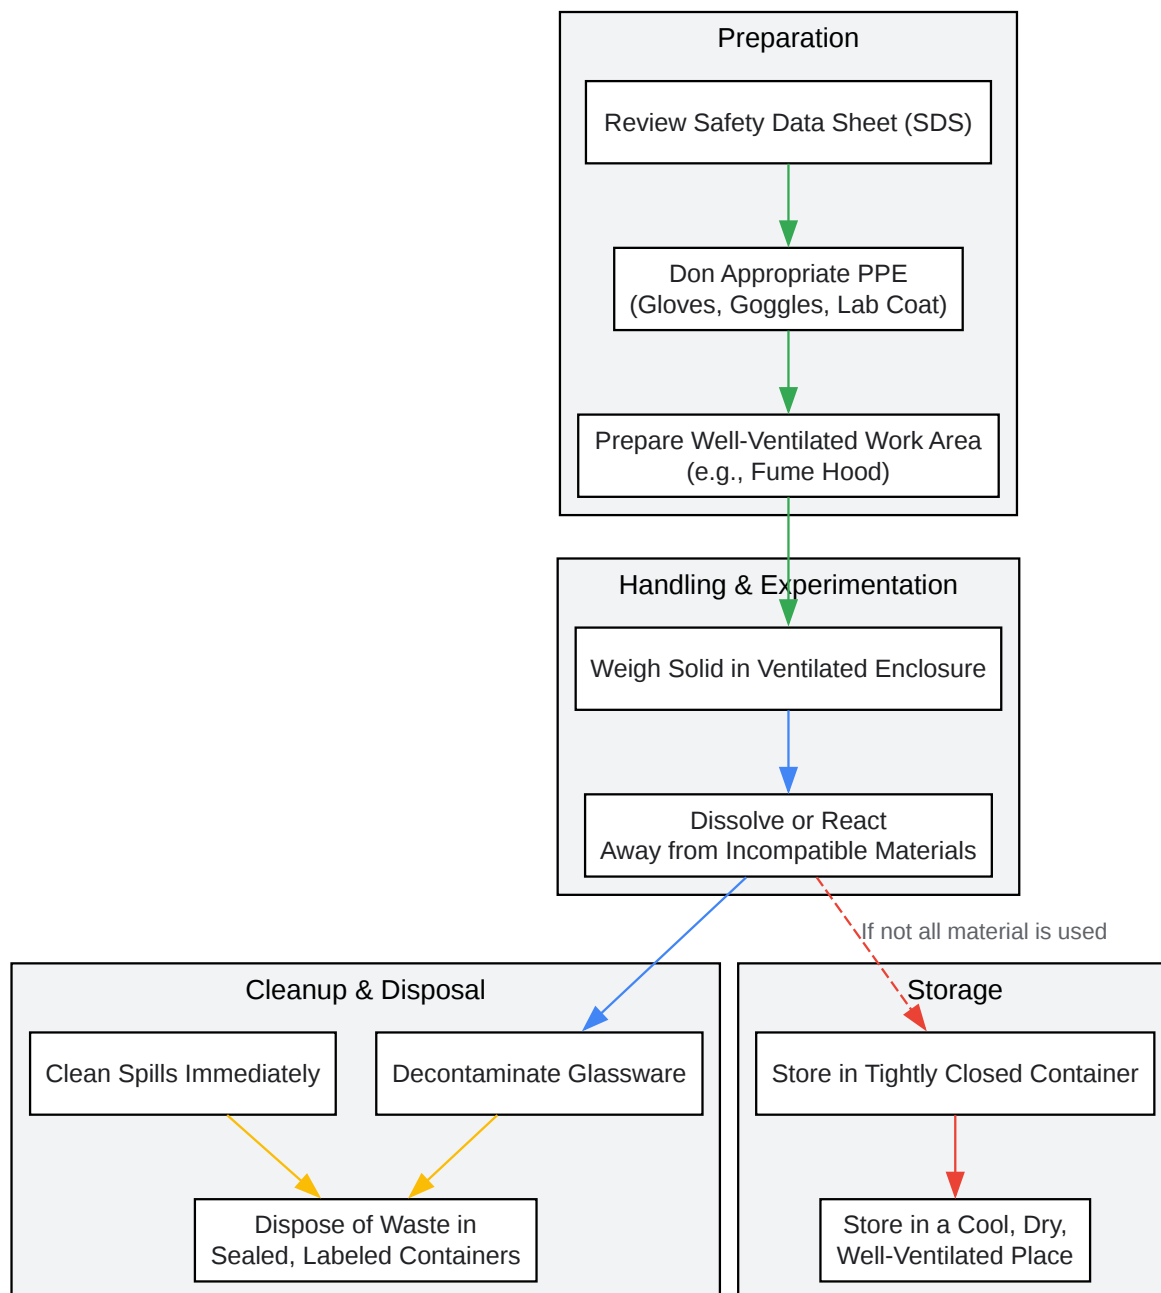 Preparation
Review Safety Data Sheet (SDS)
Don Appropriate PPE
(Gloves, Goggles, Lab Coat)
Prepare Well-Ventilated Work Area
(e.g., Fume Hood)
Handling & Experimentation
Weigh Solid in Ventilated Enclosure
Dissolve or React
Away from Incompatible Materials
If not all material is used
Cleanup & Disposal
Clean Spills Immediately
Decontaminate Glassware
Dispose of Waste in
Sealed, Labeled Containers
Storage
Store in Tightly Closed Container
Store in a Cool, Dry,
Well-Ventilated Place